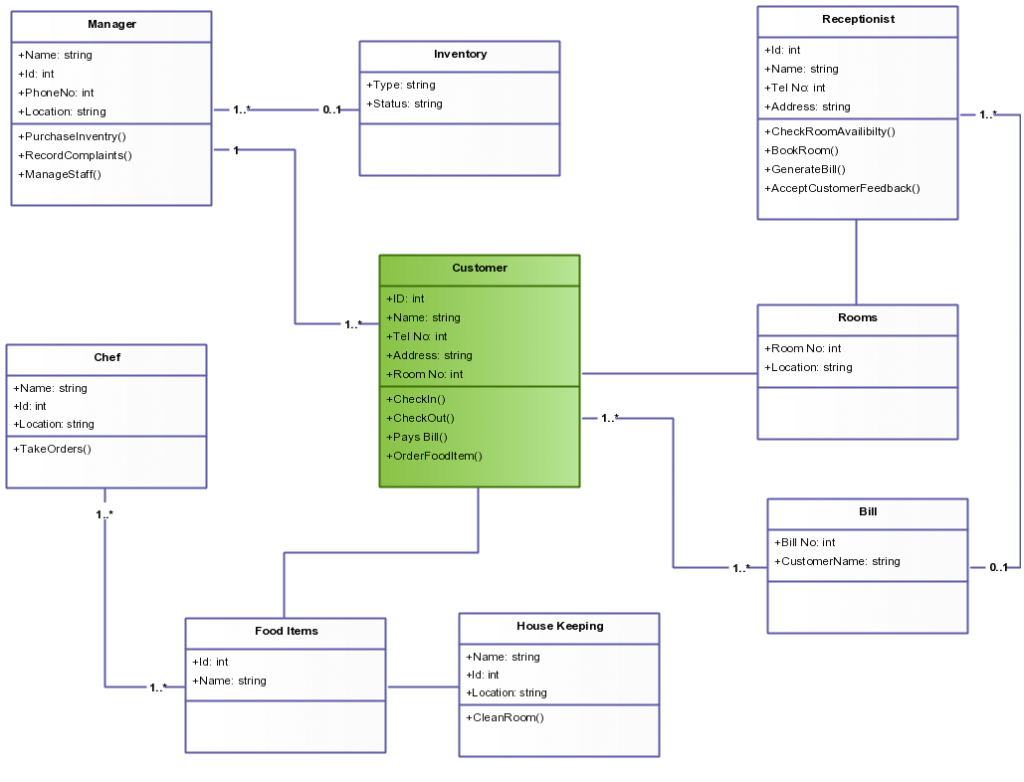 Manager
+Name: string
+Id: int
+PhoneNo: int
+Location: string
+PurchaseInventry()
+RecordComplaints()
+ManageStaff()
1..*
0..1
1
1..*
Inventory
+Type: string
+Status: string
Receptionist
+Id: int
+Name: string
+Tel No: int
+Address: string
+CheckRoomAvailibilty()
+BookRoom()
+GenerateBill()
+AcceptCustomerFeedback()
1..*
0..1
Customer
+ID: int
+Name: string
+Tel No: int
+Address: string
+Room No: int
+CheckIn()
+CheckOut()
+Pays Bill()
+OrderFoodItem()
1..*
1..*
Rooms
+Room No: int
+Location: string
Chef
+Name: string
+Id: int
+Location: string
+TakeOrders()
1..*
1..*
Bill
+Bill No: int
+CustomerName: string
Food Items
+Id: int
+Name: string
House Keeping
+Name: string
+Id: int
+Location: string
+CleanRoom()